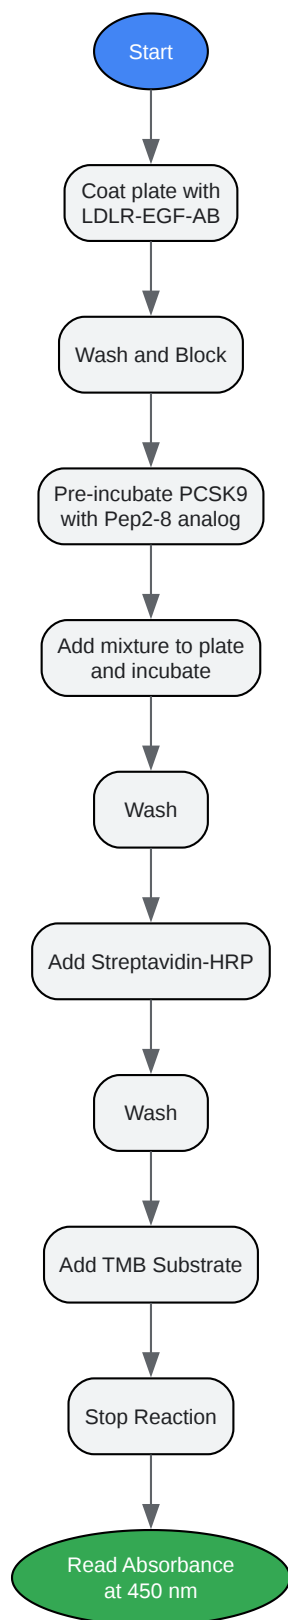 Start
Coat plate with
LDLR-EGF-AB
Wash and Block
Pre-incubate PCSK9
with Pep2-8 analog
Add mixture to plate
and incubate
Wash
Add Streptavidin-HRP
Wash
Add TMB Substrate
Stop Reaction
Read Absorbance
at 450 nm